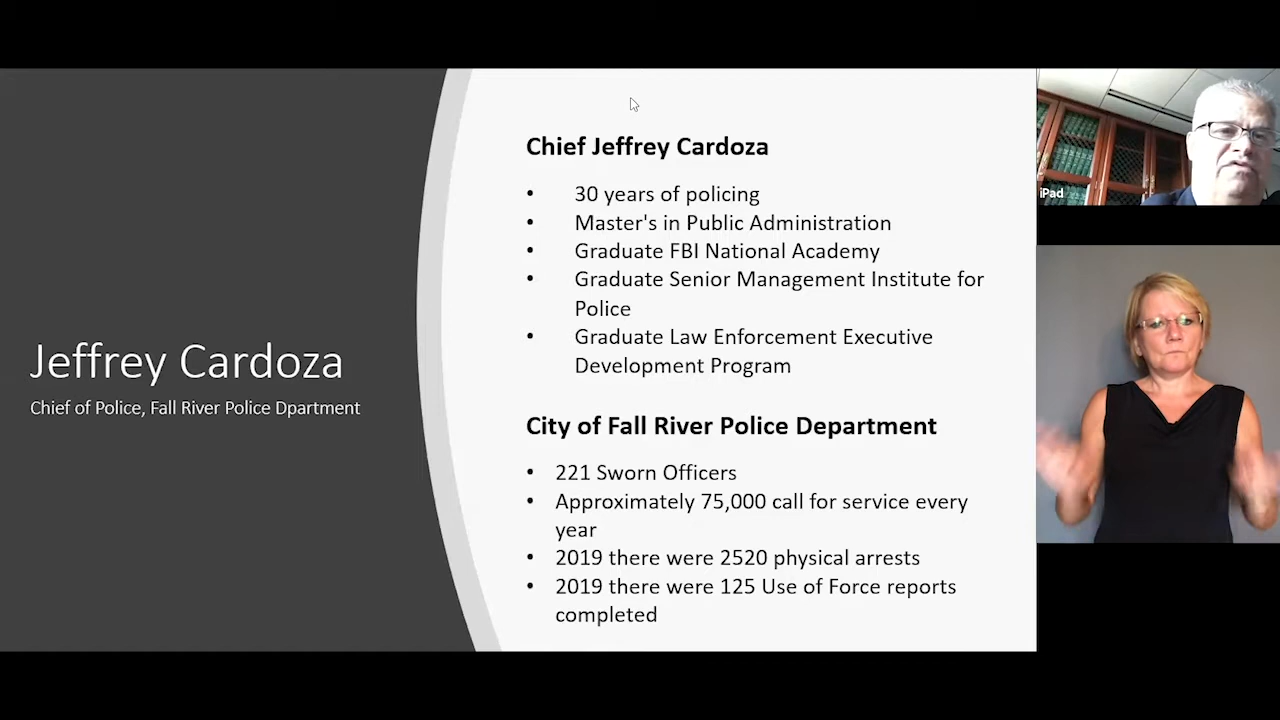 Jeffrey Cardoza
Chief of Police, Fall River Police Dpartment
Chief Jeffrey Cardoza
• 30 years of policing
• Master's in Public Administration
• Graduate FBI National Academy
• Graduate Senior Management Institute for
Police
• Graduate Law Enforcement Executive
Development Program
City of Fall River Police Department
• 221 Sworn Officers
• Approximately 75,000 call for service every
year
• 2019 there were 2520 physical arrests
• 2019 there were 125 Use of Force reports
completed
iPad